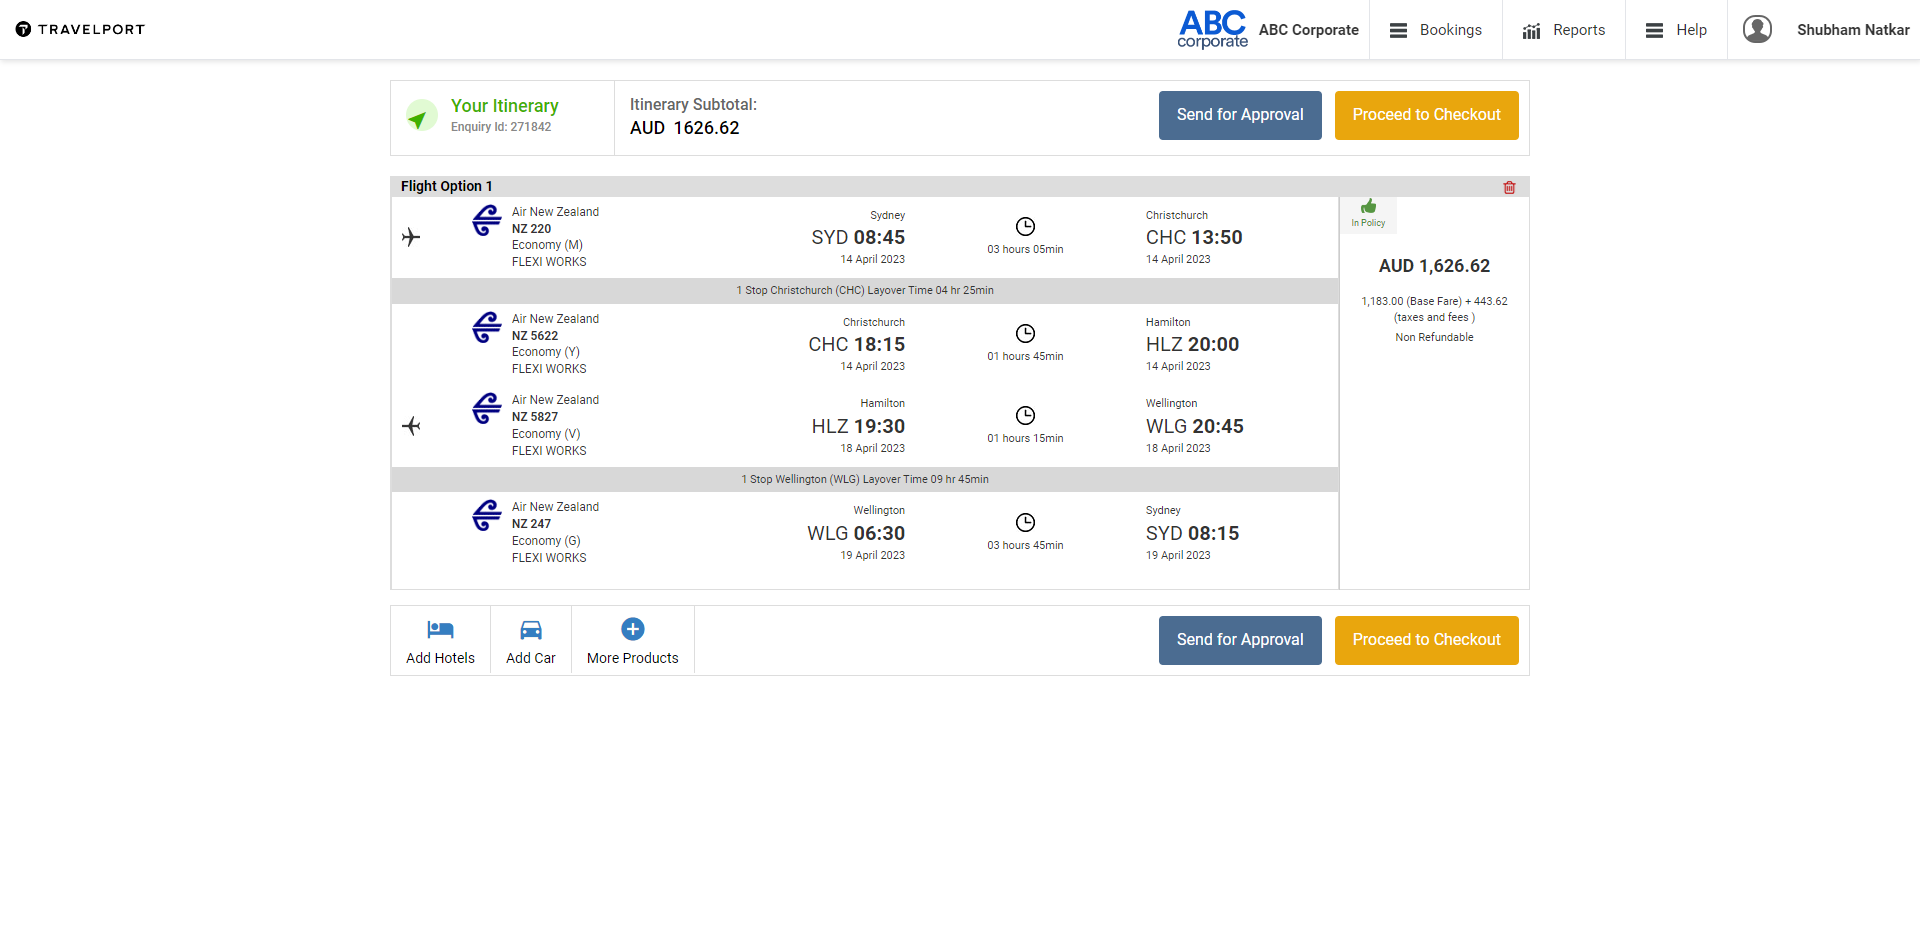 TRAVELPORT
ABC
corporate
ABC Corporate
Bookings
Reports
Help
Shubham Natkar
Your Itinerary
Enquiry Id: 271842
Itinerary Subtotal:
AUD 1626.62
Send for Approval
Proceed to Checkout
Flight Option 1
Air New Zealand
NZ 220
Economy (M)
FLEXI WORKS
Sydney
SYD 08:45
14 April 2023
03 hours 05min
Christchurch
CHC 13:50
14 April 2023
In Policy
AUD 1,626.62
1,183.00 (Base Fare) + 443.62
(taxes and fees )
Non Refundable
1 Stop Christchurch (CHC) Layover Time 04 hr 25min
Air New Zealand
NZ 5622
Economy (Y)
FLEXI WORKS
Christchurch
CHC 18:15
14 April 2023
01 hours 45min
Hamilton
HLZ 20:00
14 April 2023
Air New Zealand
NZ 5827
Economy (V)
FLEXI WORKS
Hamilton
HLZ 19:30
18 April 2023
01 hours 15min
Wellington
WLG 20:45
18 April 2023
1 Stop Wellington (WLG) Layover Time 09 hr 45min
Air New Zealand
NZ 247
Economy (G)
FLEXI WORKS
Wellington
WLG 06:30
19 April 2023
03 hours 45min
Sydney
SYD 08:15
19 April 2023
Add Hotels
Add Car
More Products
Send for Approval
Proceed to Checkout